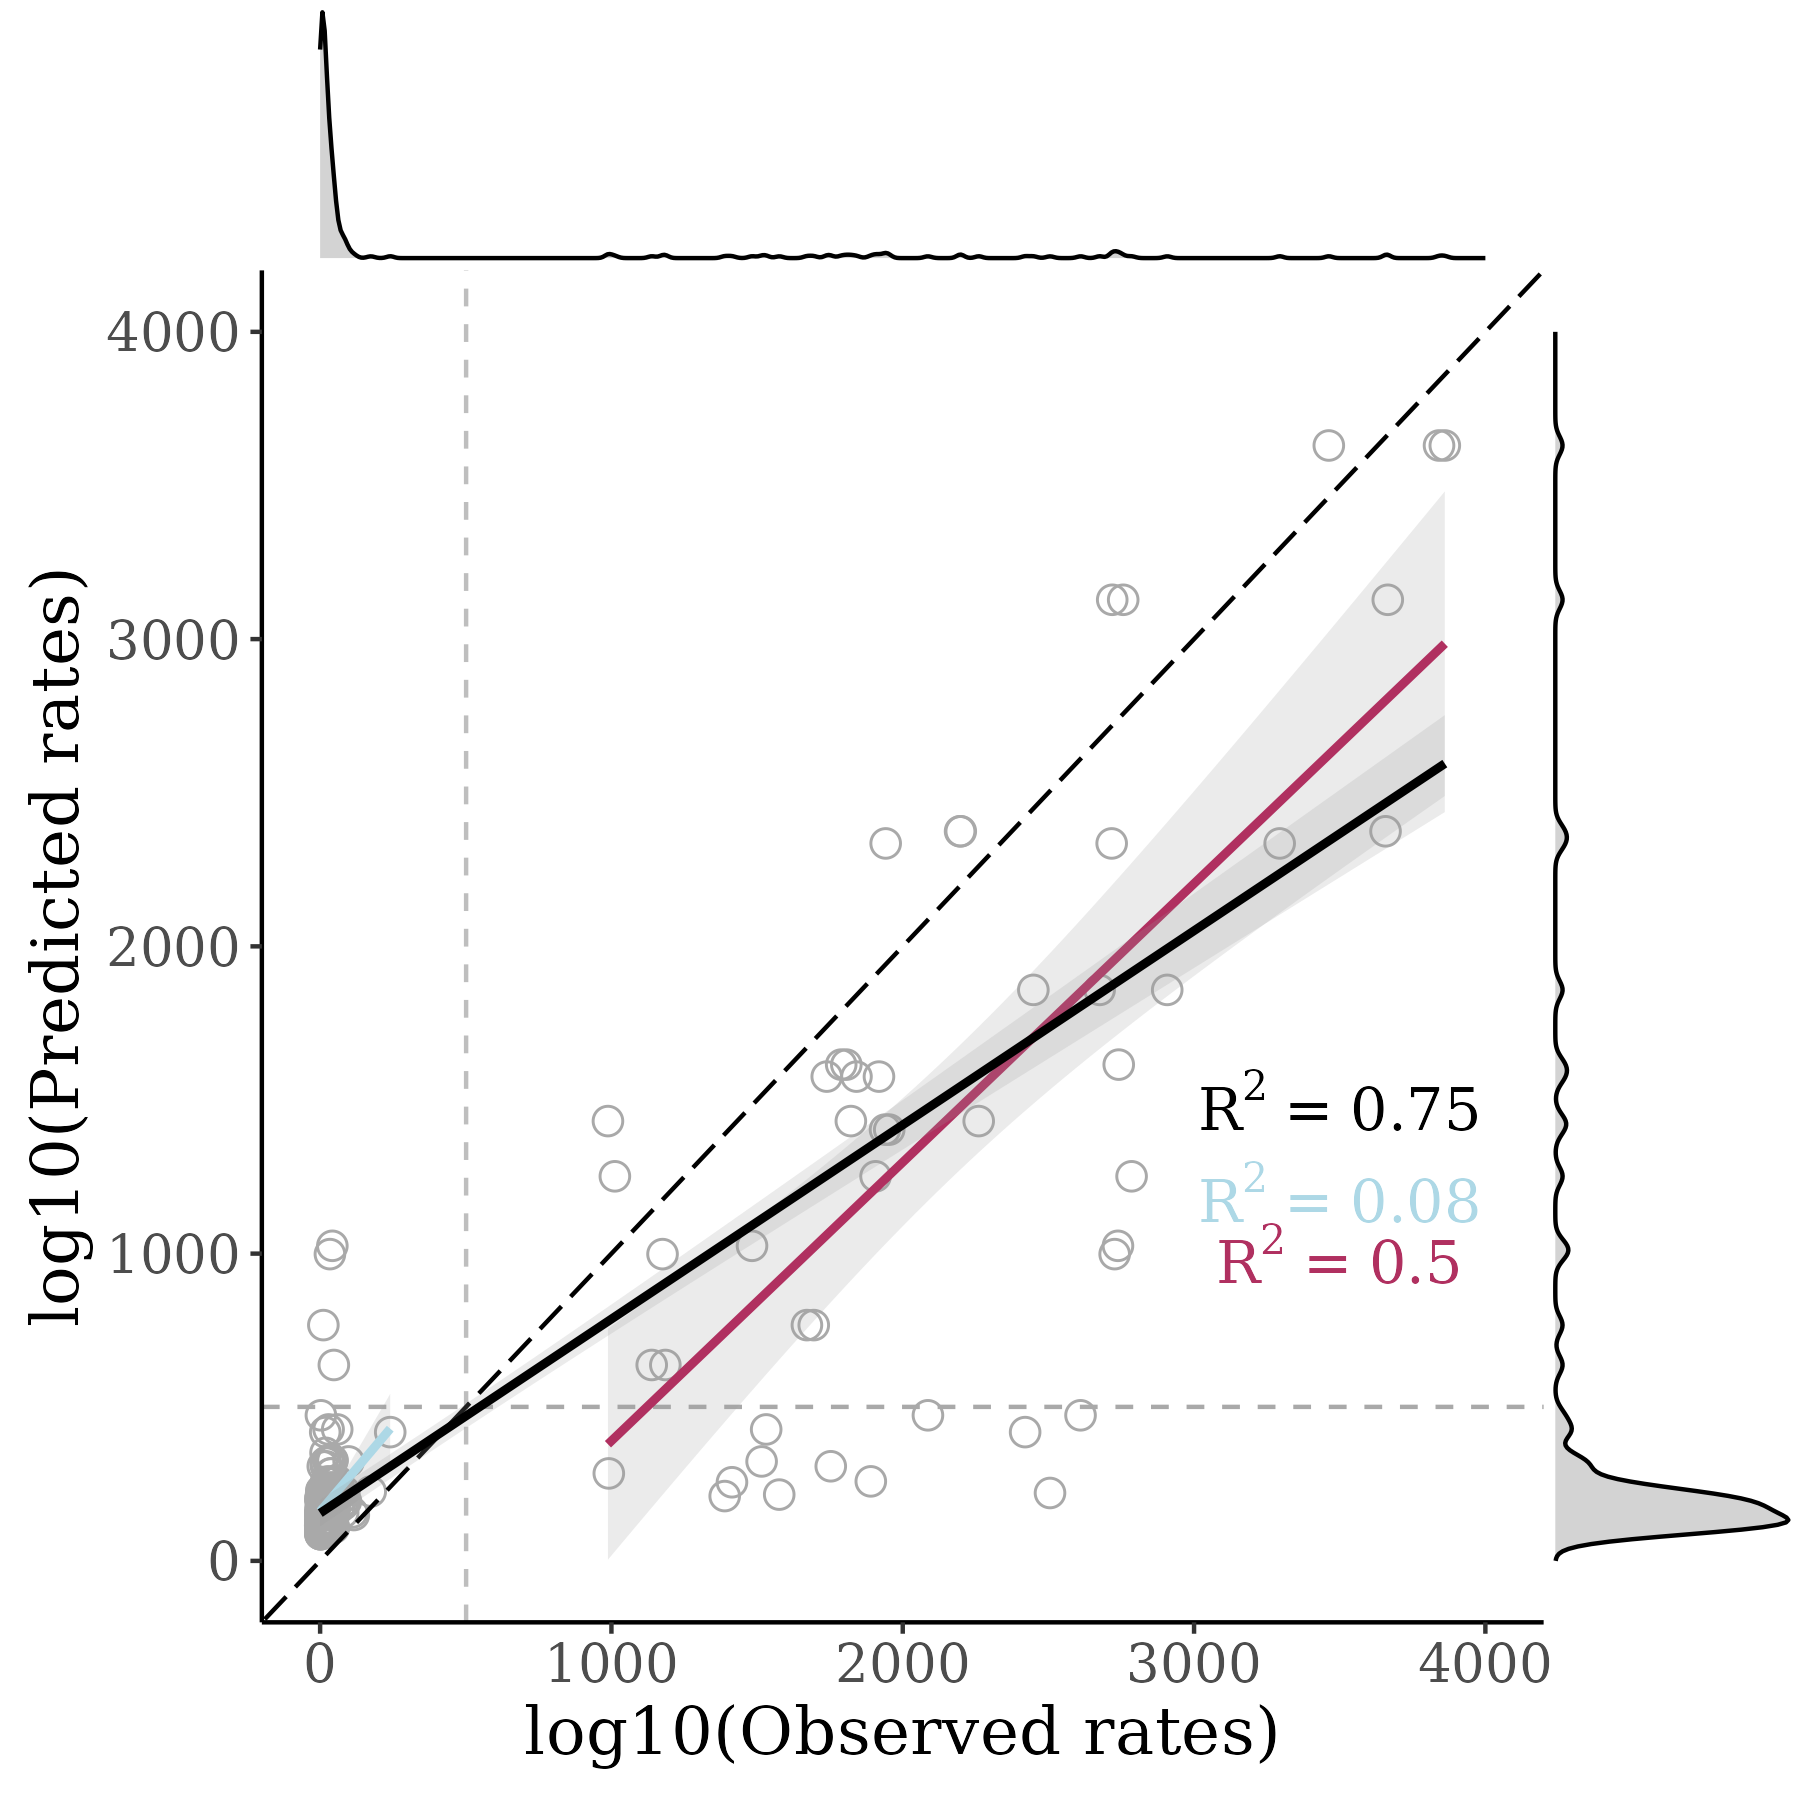 4000
3000
2000
1000
0
log10(Predicted rates)
R² = 0.75
R² = 0.08
R² = 0.5
0 1000 2000 3000 4000
log10(Observed rates)